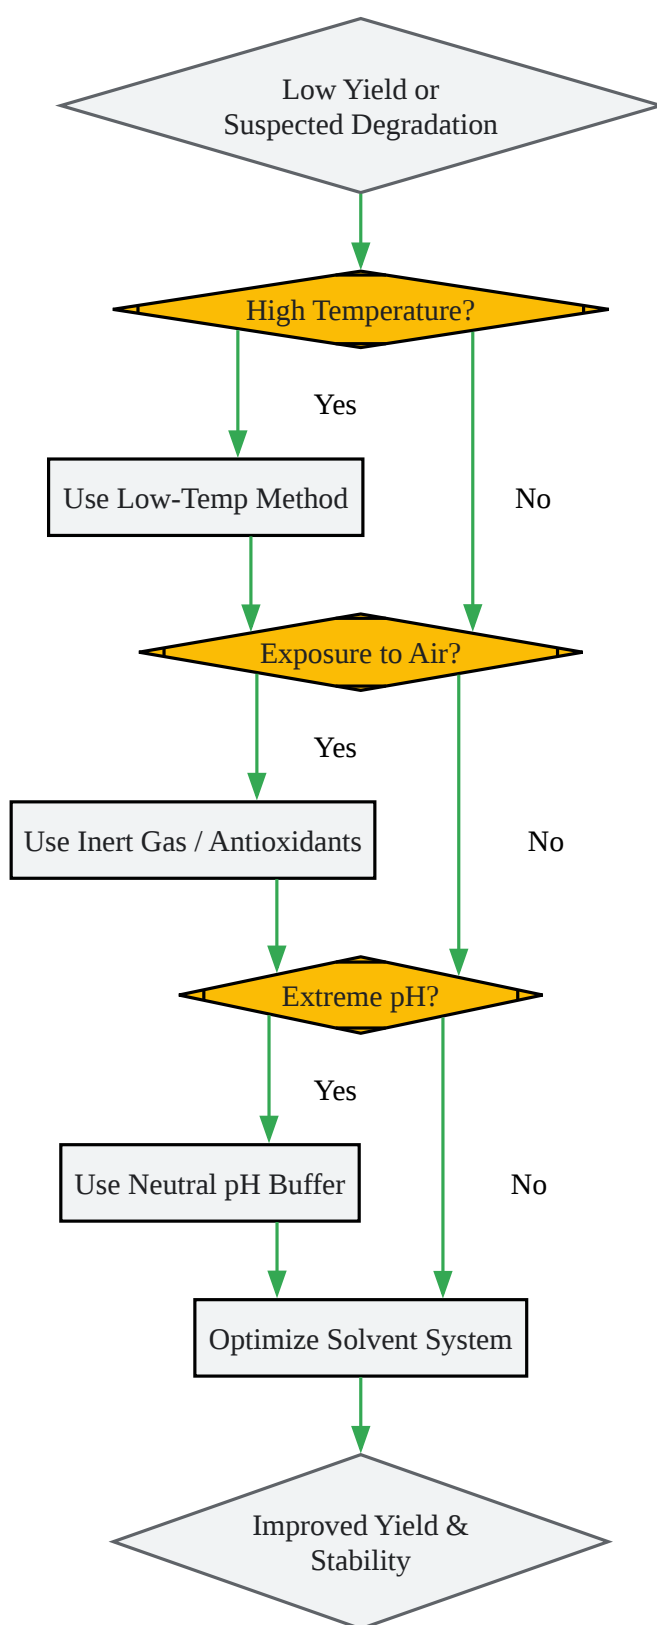 Low Yield or
Suspected Degradation
High Temperature?
Yes
Use Low-Temp Method
No
Exposure to Air?
Yes
Use Inert Gas / Antioxidants
No
Extreme pH?
Yes
Use Neutral pH Buffer
No
Optimize Solvent System
Improved Yield &
Stability